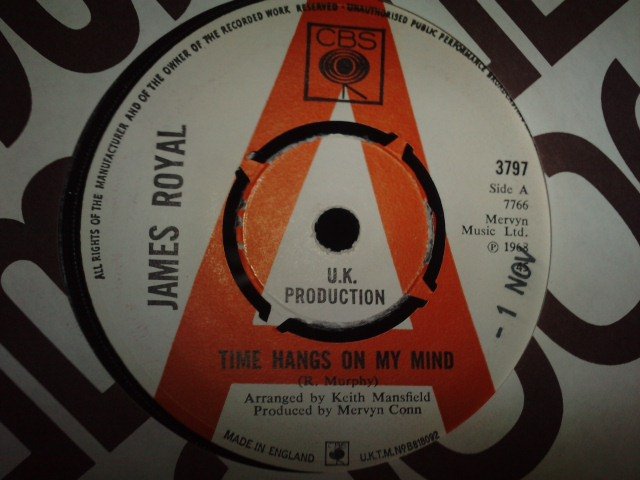 ALL RIGHTS OF THE MANUFACTURER AND OF THE OWNER OF THE RECORDED WORK RESERVED - UNAUTHORISED PUBLIC PERFORMANCE
CBS
JAMES ROYAL
3797
Side A
7766
Mervyn
Music Ltd.
℗ 1968
- 1 NOV
U.K.
PRODUCTION
TIME HANGS ON MY MIND
(R. Murphy)
Arranged by Keith Mansfield
Produced by Mervyn Conn
MADE IN ENGLAND
U.K.T.M. No B818092